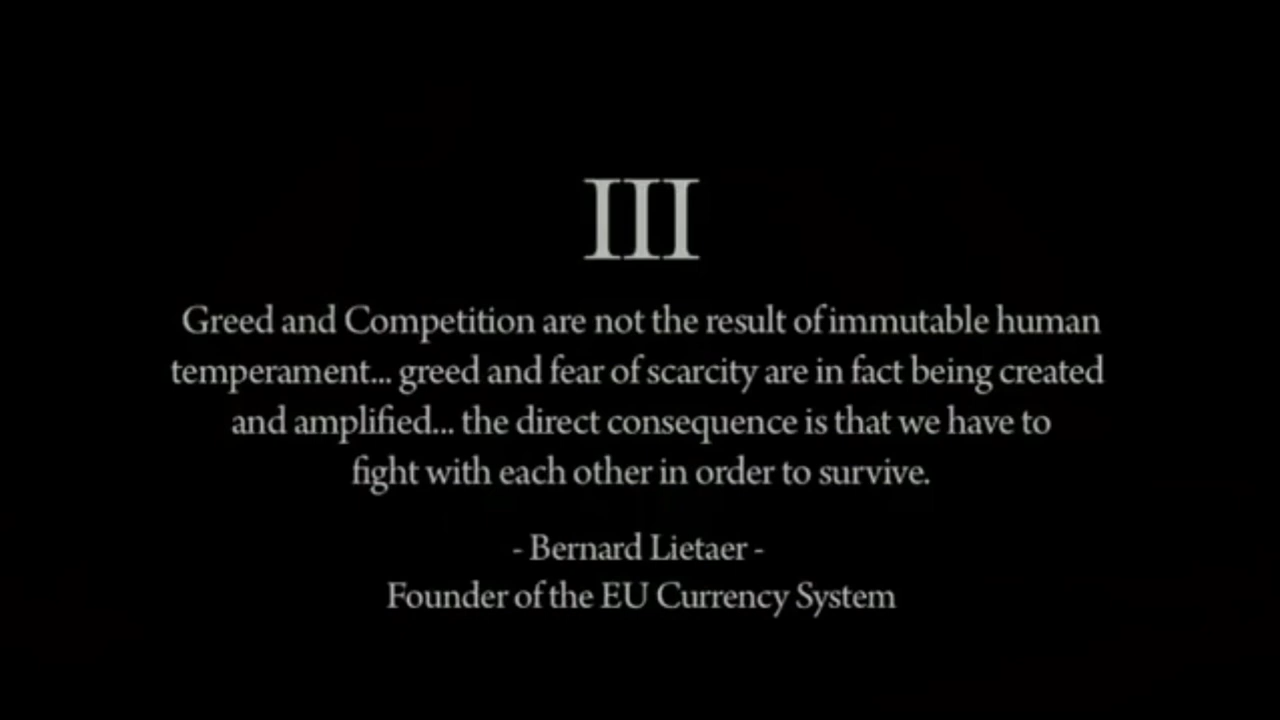 III
Greed and Competition are not the result of immutable human
temperament... greed and fear of scarcity are in fact being created
and amplified... the direct consequence is that we have to
fight with each other in order to survive.
- Bernard Lietaer -
Founder of the EU Currency System